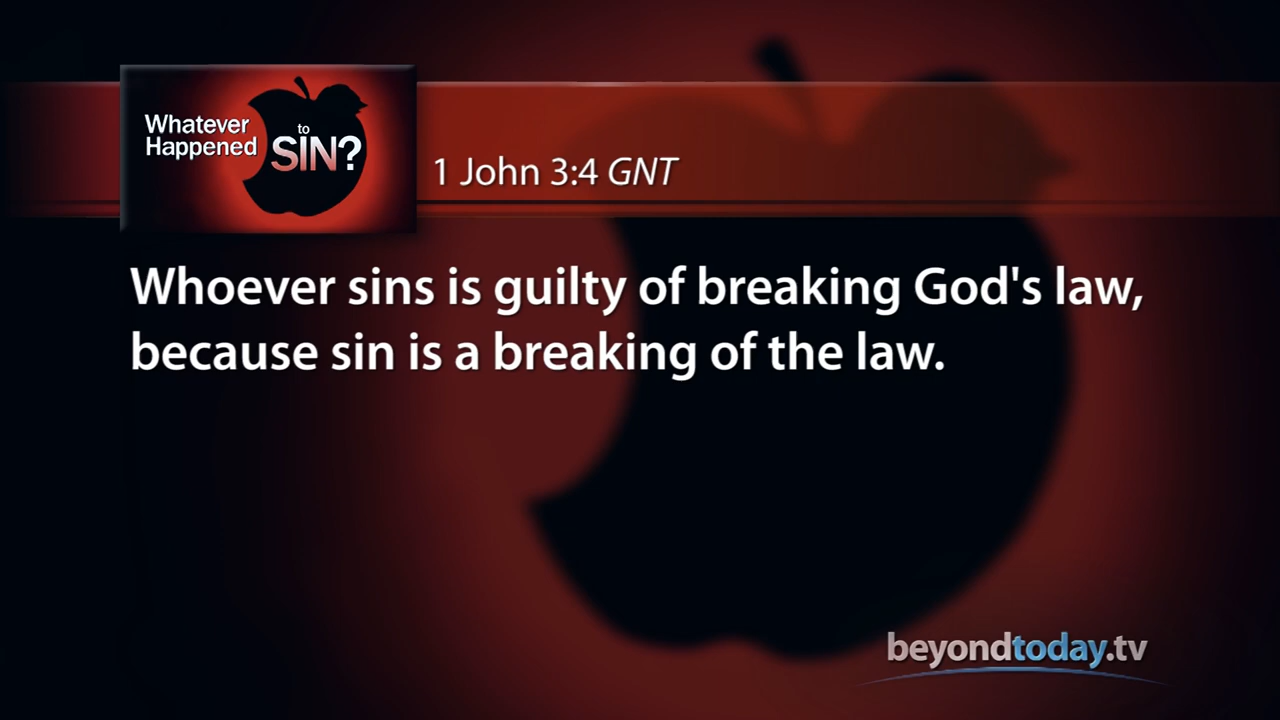 Whatever
Happened
to
SIN?
1 John 3:4 GNT
Whoever sins is guilty of breaking God's law,
because sin is a breaking of the law.
beyondtoday.tv